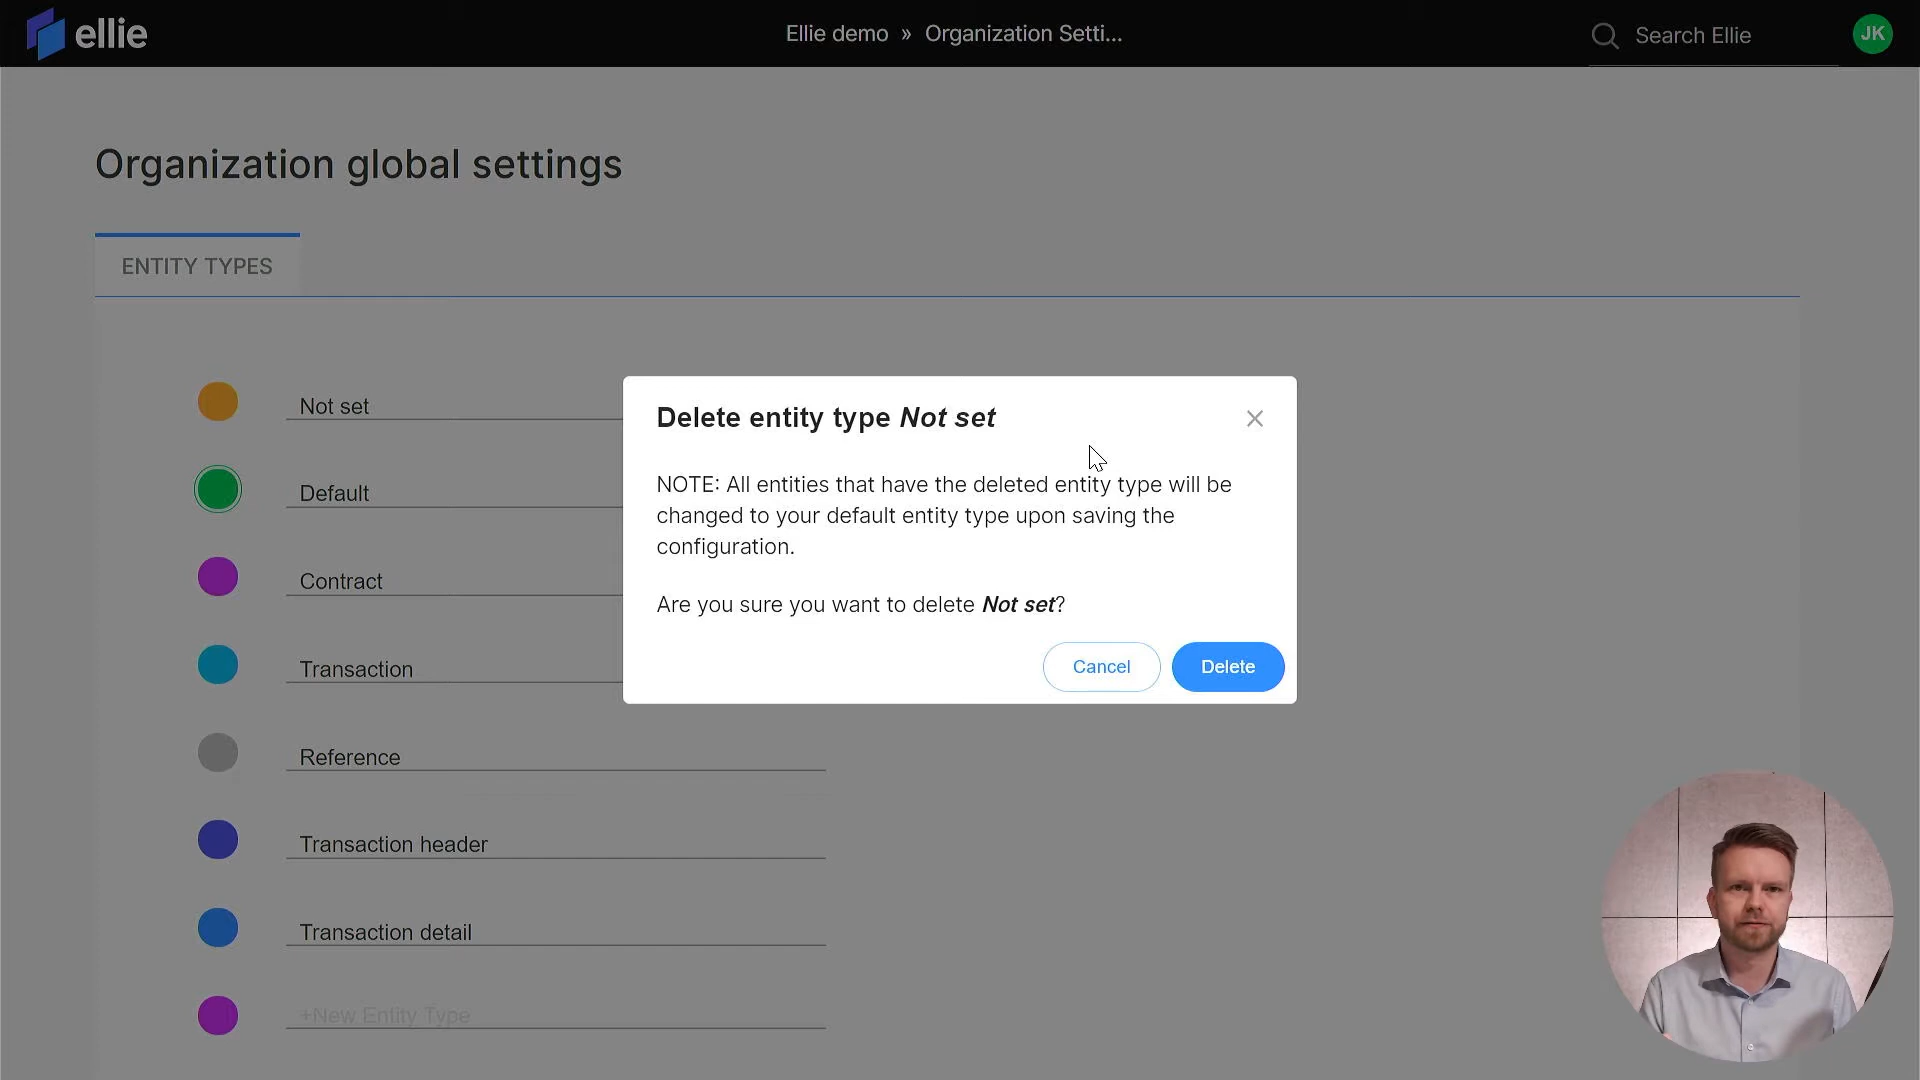 ellie
Ellie demo » Organization Setti...
Search Ellie
JK
Organization global settings
ENTITY TYPES
Not set
Default
Contract
Transaction
Reference
Transaction header
Transaction detail
+New Entity Type
Delete entity type Not set
NOTE: All entities that have the deleted entity type will be
changed to your default entity type upon saving the
configuration.
Are you sure you want to delete Not set?
Cancel
Delete